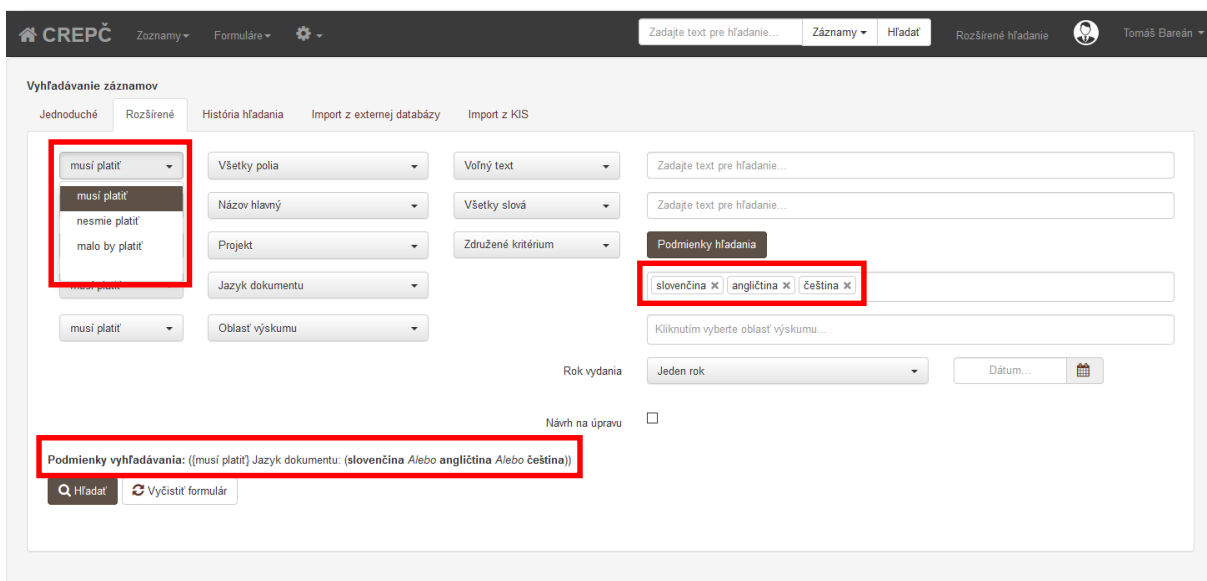 CREPČ Zoznamy Formuláre Zadajte text pre hľadanie... Záznamy Hľadať Rozšírené hľadanie Tomáš Bareán
Vyhľadávanie záznamov
Jednoduché Rozšírené História hľadania Import z externej databázy Import z KIS
musí platiť Všetky polia Voľný text Zadajte text pre hľadanie...
musí platiť Názov hlavný Všetky slová Zadajte text pre hľadanie...
nesmie platiť
malo by platiť Projekt Združené kritérium Podmienky hľadania
musí platiť Jazyk dokumentu slovenčina × angličtina × čeština ×
musí platiť Oblasť výskumu Kliknutím vyberte oblasť výskumu...
Rok vydania Jeden rok Dátum...
Návrh na úpravu
Podmienky vyhľadávania: ({musí platiť} Jazyk dokumentu: (slovenčina Alebo angličtina Alebo čeština))
Hľadať Vyčistiť formulár